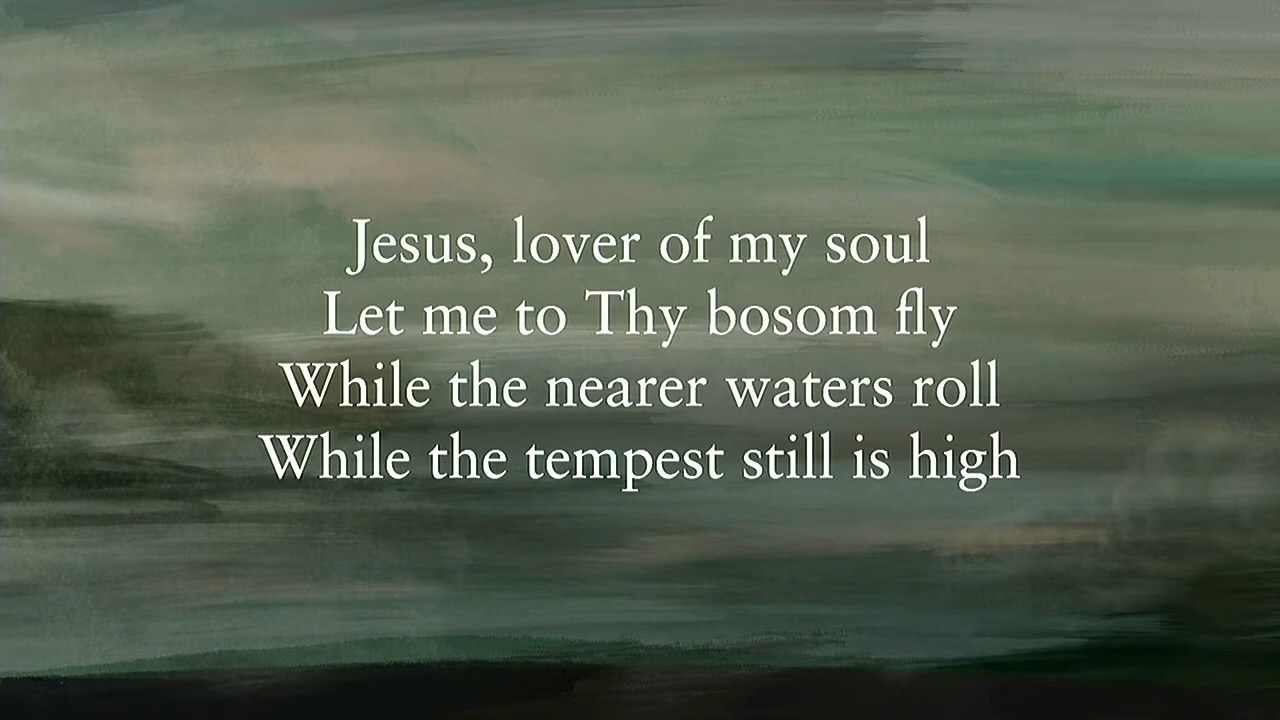 Jesus, lover of my soul
Let me to Thy bosom fly
While the nearer waters roll
While the tempest still is high